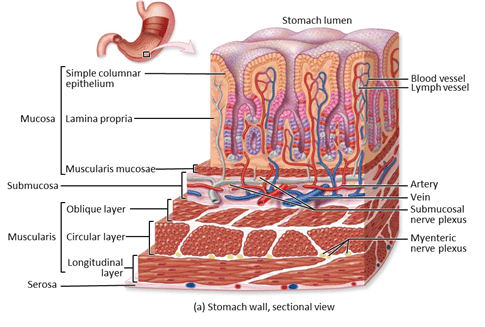 Stomach lumen
Simple columnar
epithelium
Mucosa
Lamina propria
Muscularis mucosae
Submucosa
Oblique layer
Muscularis
Circular layer
Longitudinal
layer
Serosa
Blood vessel
Lymph vessel
Artery
Vein
Submucosal
nerve plexus
Myenteric
nerve plexus
(a) Stomach wall, sectional view